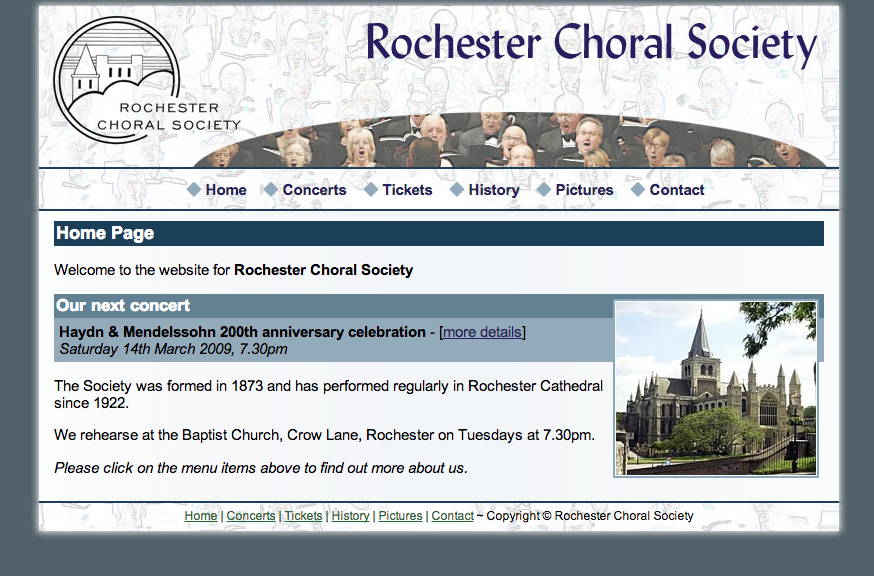 Rochester Choral Society
ROCHESTER
CHORAL SOCIETY
Home Concerts Tickets History Pictures Contact
Home Page
Welcome to the website for Rochester Choral Society
Our next concert
Haydn & Mendelssohn 200th anniversary celebration - [more details]
Saturday 14th March 2009, 7.30pm
The Society was formed in 1873 and has performed regularly in Rochester Cathedral
since 1922.
We rehearse at the Baptist Church, Crow Lane, Rochester on Tuesdays at 7.30pm.
Please click on the menu items above to find out more about us.
Home | Concerts | Tickets | History | Pictures | Contact ~ Copyright © Rochester Choral Society